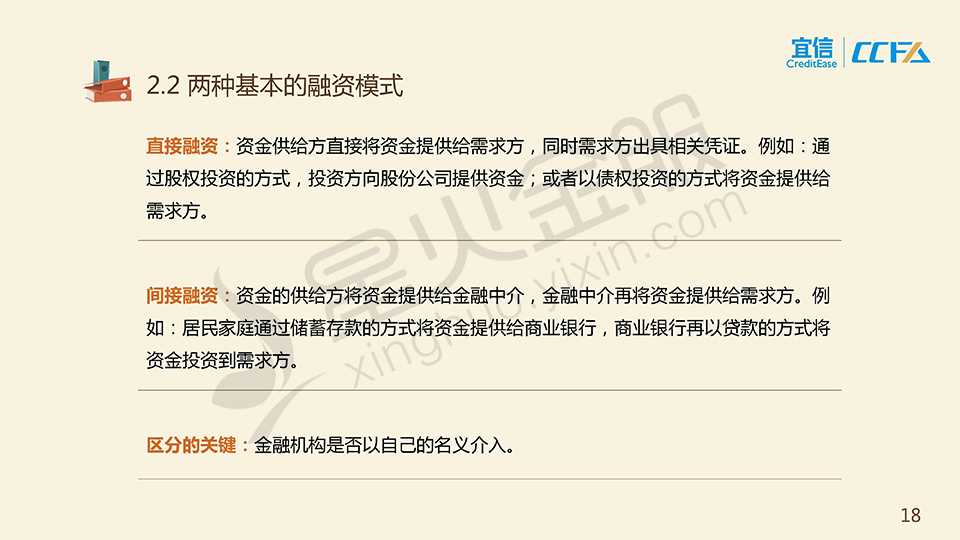 宜信
CreditEase
CCFA
2.2 两种基本的融资模式
直接融资：资金供给方直接将资金提供给需求方，同时需求方出具相关凭证。例如：通
过股权投资的方式，投资方向股份公司提供资金；或者以债权投资的方式将资金提供给
需求方。
间接融资：资金的供给方将资金提供给金融中介，金融中介再将资金提供给需求方。例
如：居民家庭通过储蓄存款的方式将资金提供给商业银行，商业银行再以贷款的方式将
资金投资到需求方。
区分的关键：金融机构是否以自己的名义介入。
星火金服
xinghuo.yixin.com
18